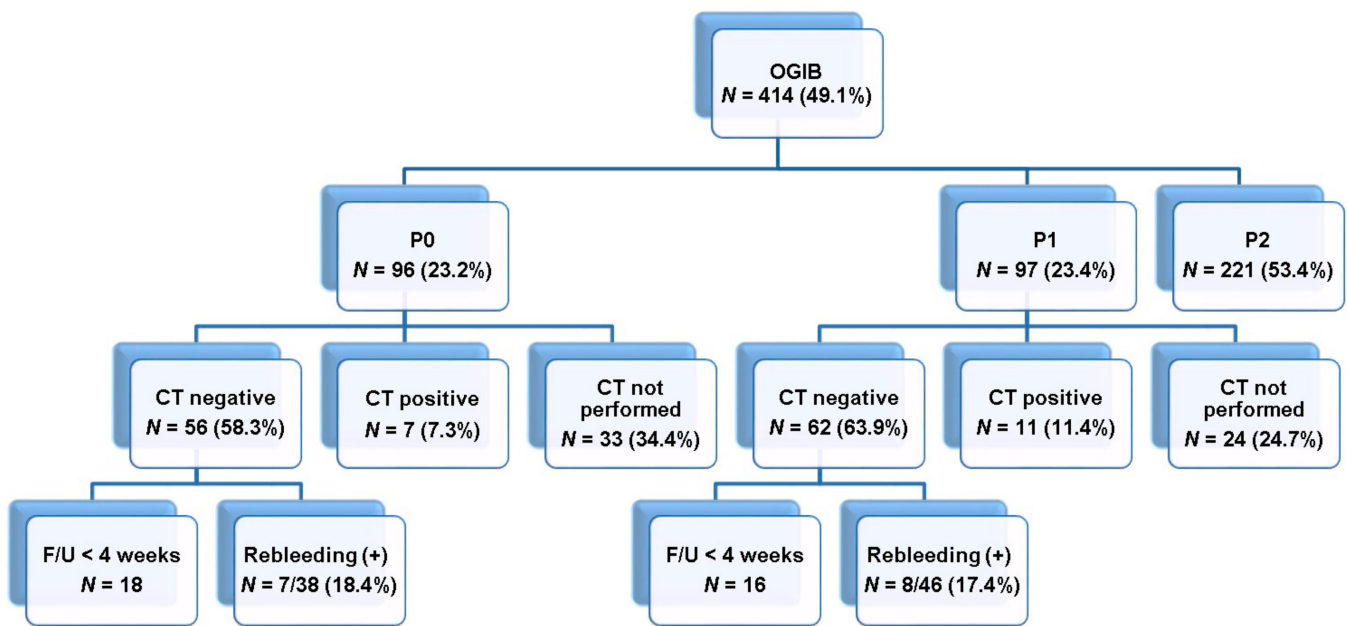 OGIB
N = 414 (49.1%)
P0
N = 96 (23.2%)
P1
N = 97 (23.4%)
P2
N = 221 (53.4%)
CT negative
N = 56 (58.3%)
CT positive
N = 7 (7.3%)
CT not
performed
N = 33 (34.4%)
CT negative
N = 62 (63.9%)
CT positive
N = 11 (11.4%)
CT not
performed
N = 24 (24.7%)
F/U < 4 weeks
N = 18
Rebleeding (+)
N = 7/38 (18.4%)
F/U < 4 weeks
N = 16
Rebleeding (+)
N = 8/46 (17.4%)